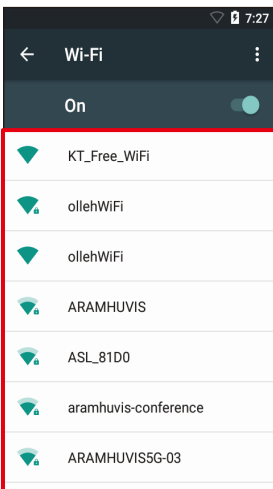 7:27
Wi-Fi
On
KT_Free_WiFi
ollehWiFi
ollehWiFi
ARAMHUVIS
ASL_81D0
aramhuvis-conference
ARAMHUVIS5G-03